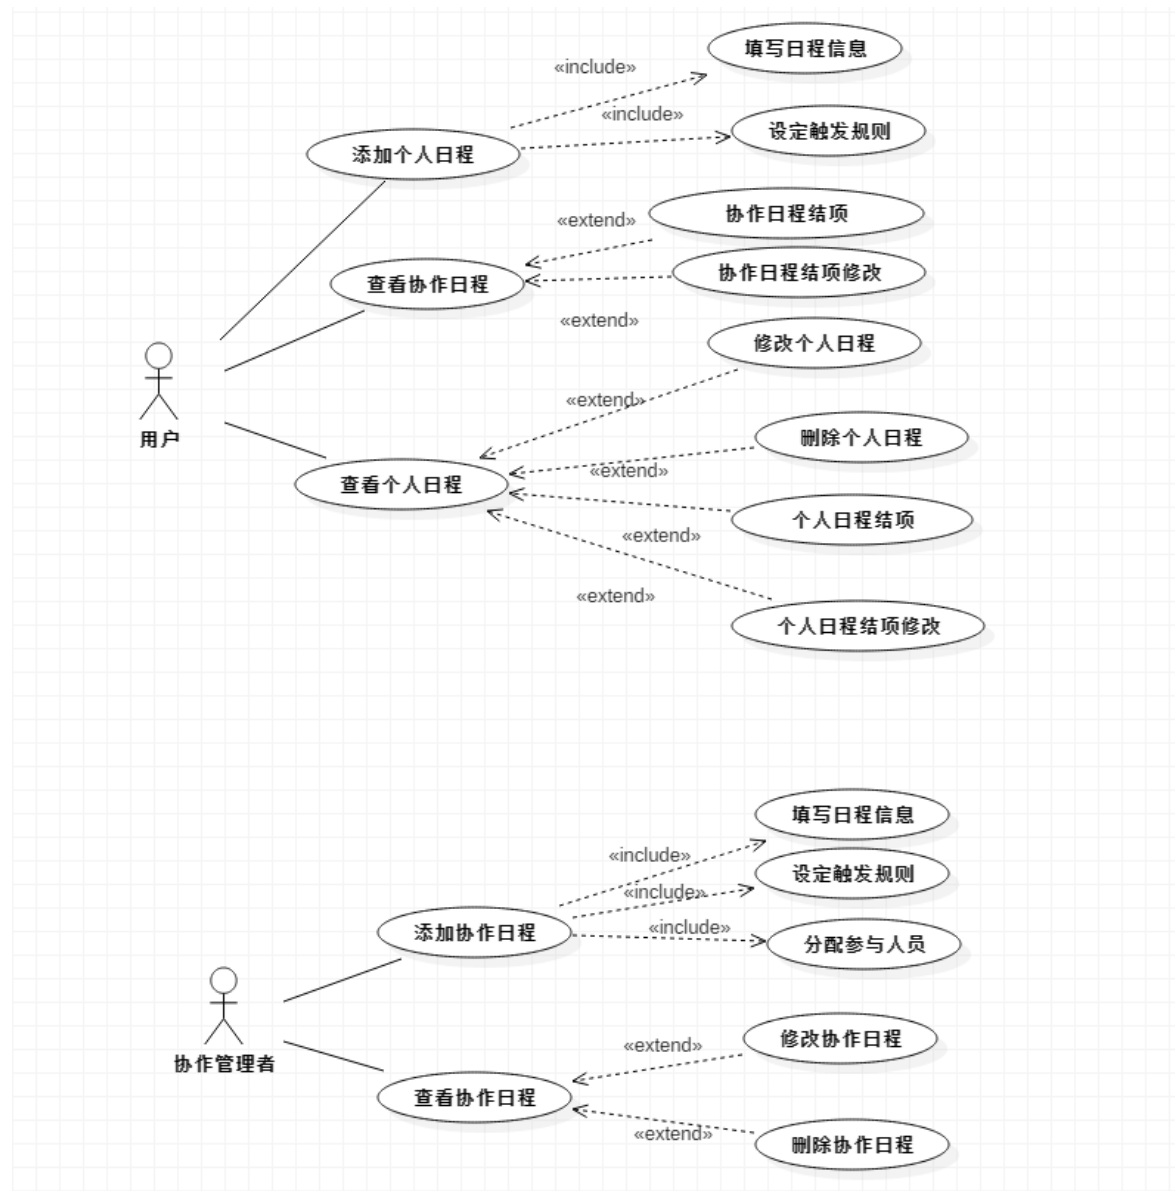 填写日程信息
«include»
«include»
设定触发规则
添加个人日程
协作日程结项
«extend»
协作日程结项修改
查看协作日程
«extend»
修改个人日程
«extend»
用户
删除个人日程
«extend»
查看个人日程
个人日程结项
«extend»
«extend»
个人日程结项修改
填写日程信息
«include»
设定触发规则
«include»
添加协作日程
«include»
分配参与人员
协作管理者
修改协作日程
«extend»
查看协作日程
«extend»
删除协作日程